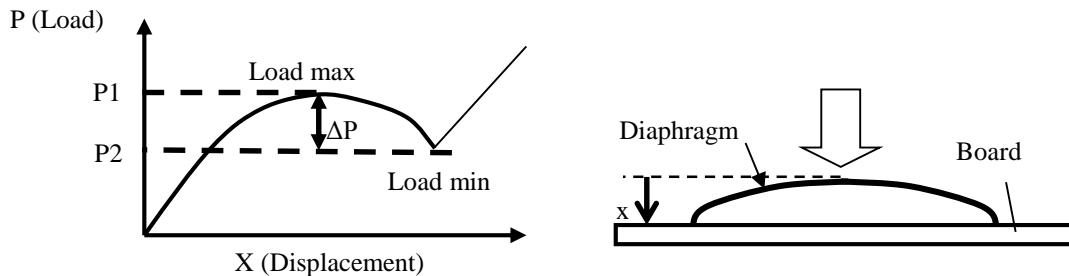 P (Load)
Load max
P1
ΔP
P2
Load min
X (Displacement)
Diaphragm
Board
x